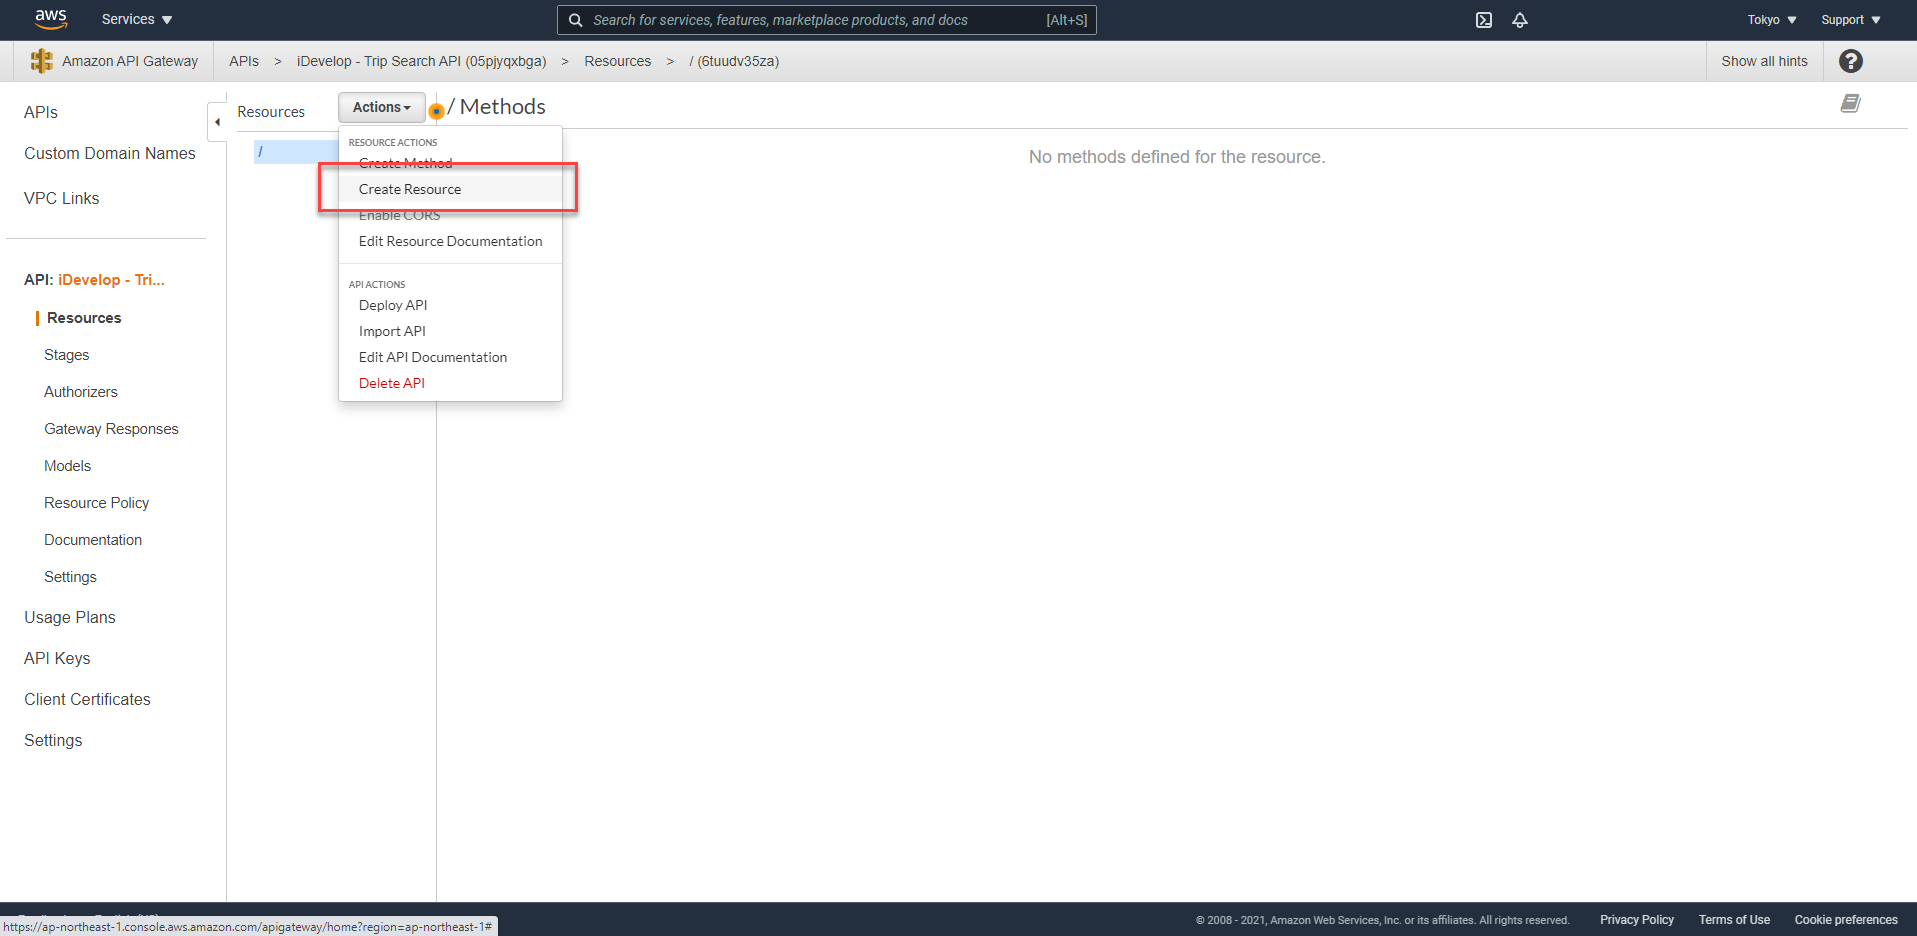 aws
Services
Search for services, features, marketplace products, and docs
[Alt+S]
Tokyo
Support
Amazon API Gateway
APIs > iDevelop - Trip Search API (05pjyqxbga) > Resources > / (6tuudv35za)
Show all hints
?
APIs
Custom Domain Names
VPC Links
API: iDevelop - Tri...
Resources
Stages
Authorizers
Gateway Responses
Models
Resource Policy
Documentation
Settings
Usage Plans
API Keys
Client Certificates
Settings
Resources
Actions
/
/ Methods
RESOURCE ACTIONS
Create Method
Create Resource
Enable CORS
Edit Resource Documentation
API ACTIONS
Deploy API
Import API
Edit API Documentation
Delete API
No methods defined for the resource.
https://ap-northeast-1.console.aws.amazon.com/apigateway/home?region=ap-northeast-1#
© 2008 - 2021, Amazon Web Services, Inc. or its affiliates. All rights reserved.
Privacy Policy
Terms of Use
Cookie preferences